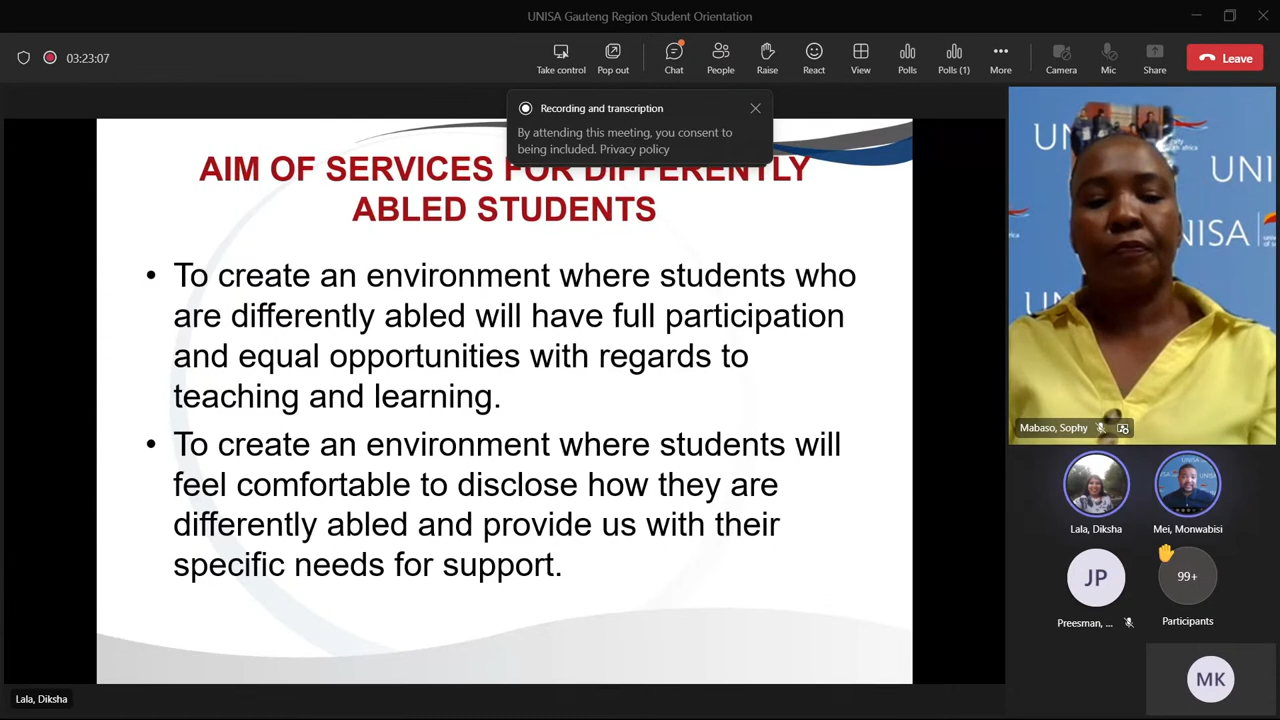 UNISA Gauteng Region Student Orientation
03:23:07
Take control
Pop out
Chat
People
Raise
React
View
Polls
Polls (1)
More
Camera
Mic
Share
Leave
Recording and transcription
By attending this meeting, you consent to
being included. Privacy policy
AIM OF SERVICES FOR DIFFERENTLY
ABLED STUDENTS
• To create an environment where students who
are differently abled will have full participation
and equal opportunities with regards to
teaching and learning.
• To create an environment where students will
feel comfortable to disclose how they are
differently abled and provide us with their
specific needs for support.
Lala, Diksha
UNI
NISA
UNI
Mabaso, Sophy
Lala, Diksha
Mei, Monwabisi
JP
99+
Preesman, ...
Participants
MK